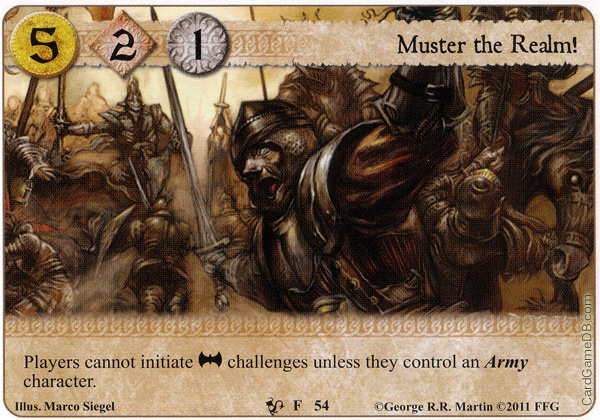 5 2 1 Muster the Realm!
Players cannot initiate challenges unless they control an Army
character.
Illus. Marco Siegel F 54 ©George R.R. Martin ©2011 FFG
CardGameDB.com